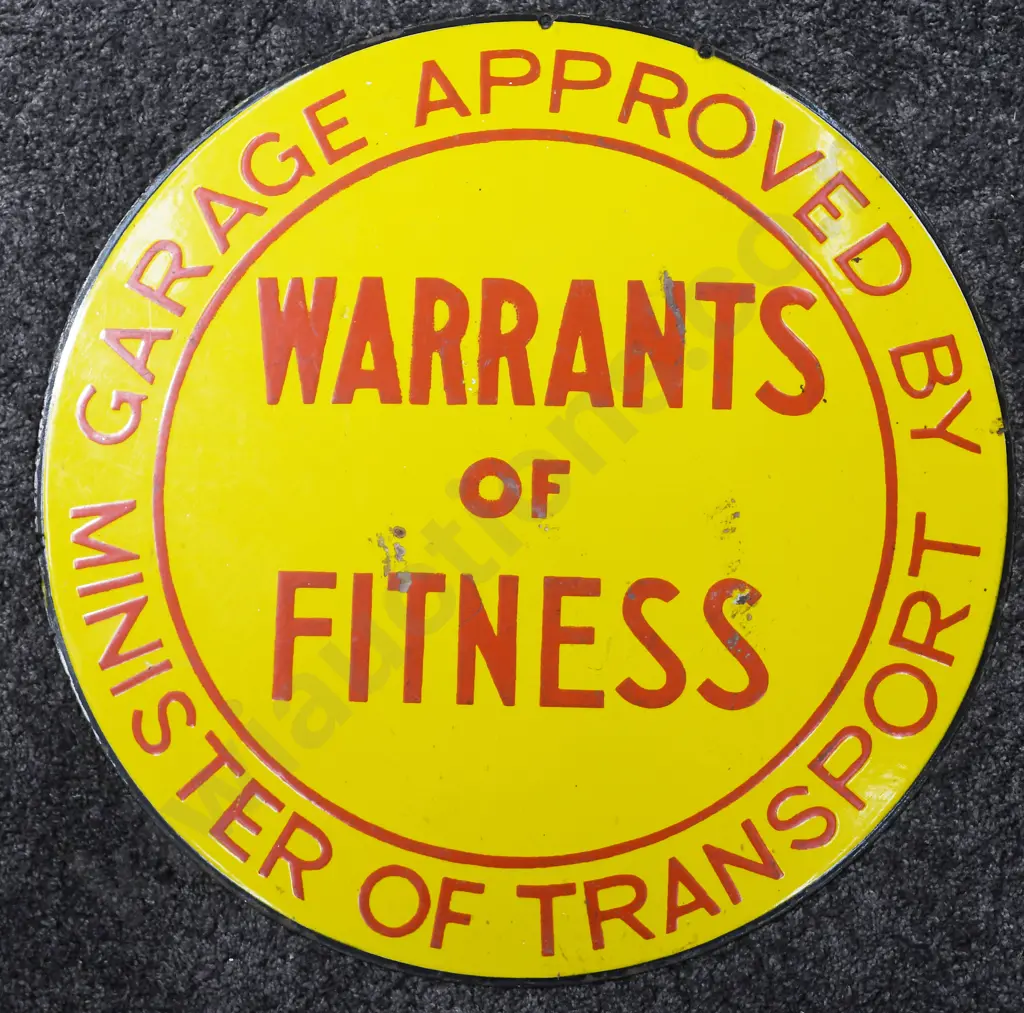 GARAGE APPROVED BY
MINISTER OF TRANSPORT
WARRANTS
OF
FITNESS